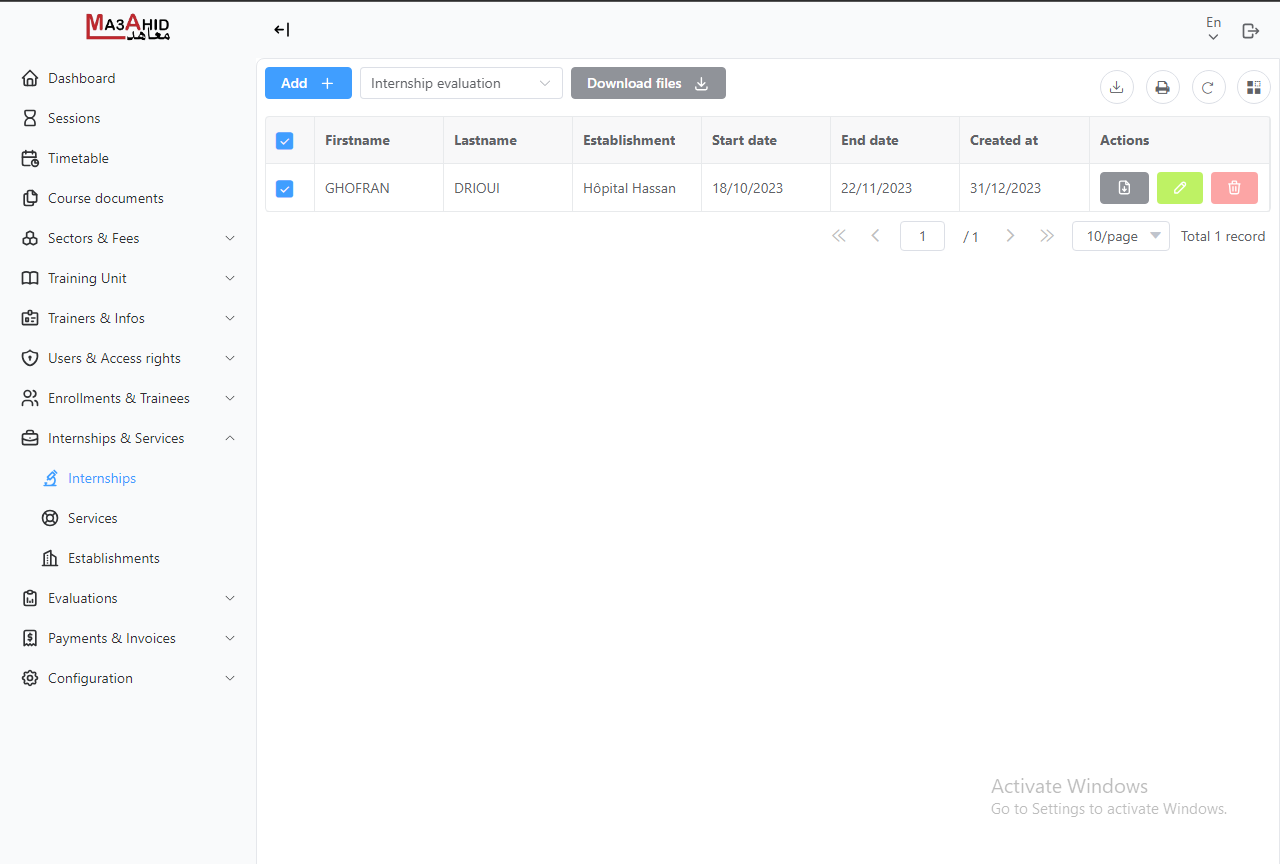 MA3AHID
معاهد
En
Dashboard
Sessions
Timetable
Course documents
Sectors & Fees
Training Unit
Trainers & Infos
Users & Access rights
Enrollments & Trainees
Internships & Services
Internships
Services
Establishments
Evaluations
Payments & Invoices
Configuration
Add Internship evaluation Download files
Firstname Lastname Establishment Start date End date Created at Actions
GHOFRAN DRIOUI Hôpital Hassan 18/10/2023 22/11/2023 31/12/2023
1 / 1 10/page Total 1 record
Activate Windows
Go to Settings to activate Windows.